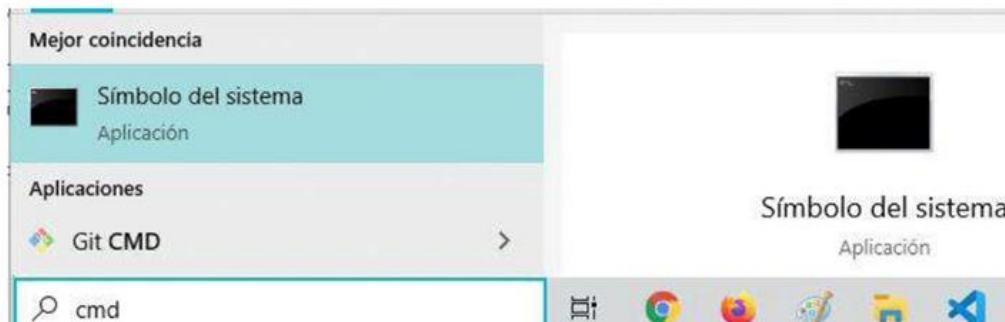 Mejor coincidencia
Símbolo del sistema
Aplicación
Aplicaciones
Git CMD
cmd
Símbolo del sistema
Aplicación